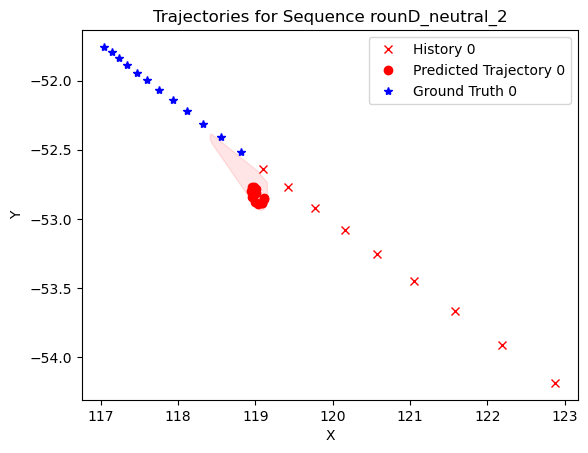 Trajectories for Sequence rounD_neutral_2
History 0
Predicted Trajectory 0
Ground Truth 0
Y
−52.0
−52.5
−53.0
−53.5
−54.0
117 118 119 120 121 122 123
X